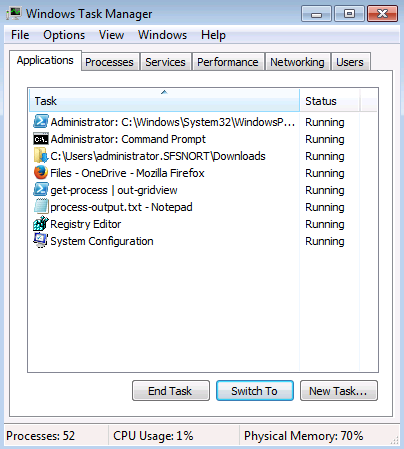 Windows Task Manager
File Options View Windows Help
Applications Processes Services Performance Networking Users
Task Status
Administrator: C:\Windows\System32\WindowsP... Running
C:\. Administrator: Command Prompt Running
C:\Users\administrator.SFSNORT\Downloads Running
Files - OneDrive - Mozilla Firefox Running
get-process | out-gridview Running
process-output.txt - Notepad Running
Registry Editor Running
System Configuration Running
End Task Switch To New Task...
Processes: 52 CPU Usage: 1% Physical Memory: 70%